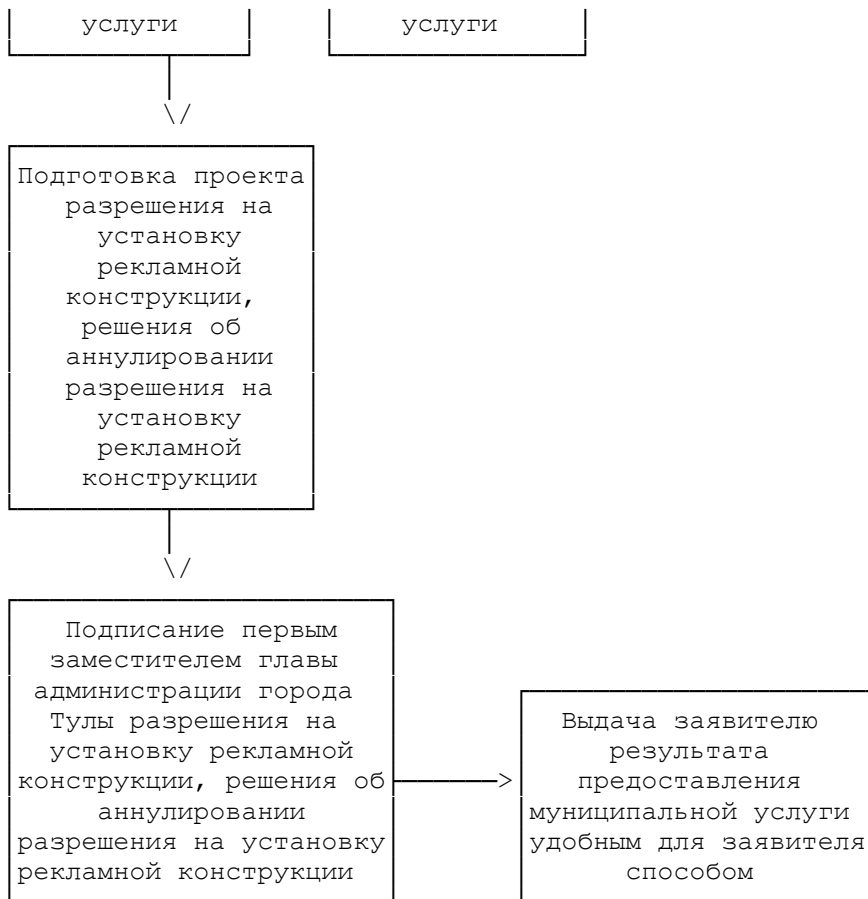 услуги услуги
Подготовка проекта
разрешения на
установку
рекламной
конструкции,
решения об
аннулировании
разрешения на
установку
рекламной
конструкции
Подписание первым
заместителем главы
администрации города
Тулы разрешения на
установку рекламной
конструкции, решения об
аннулировании
разрешения на установку
рекламной конструкции
Выдача заявителю
результата
предоставления
муниципальной услуги
удобным для заявителя
способом